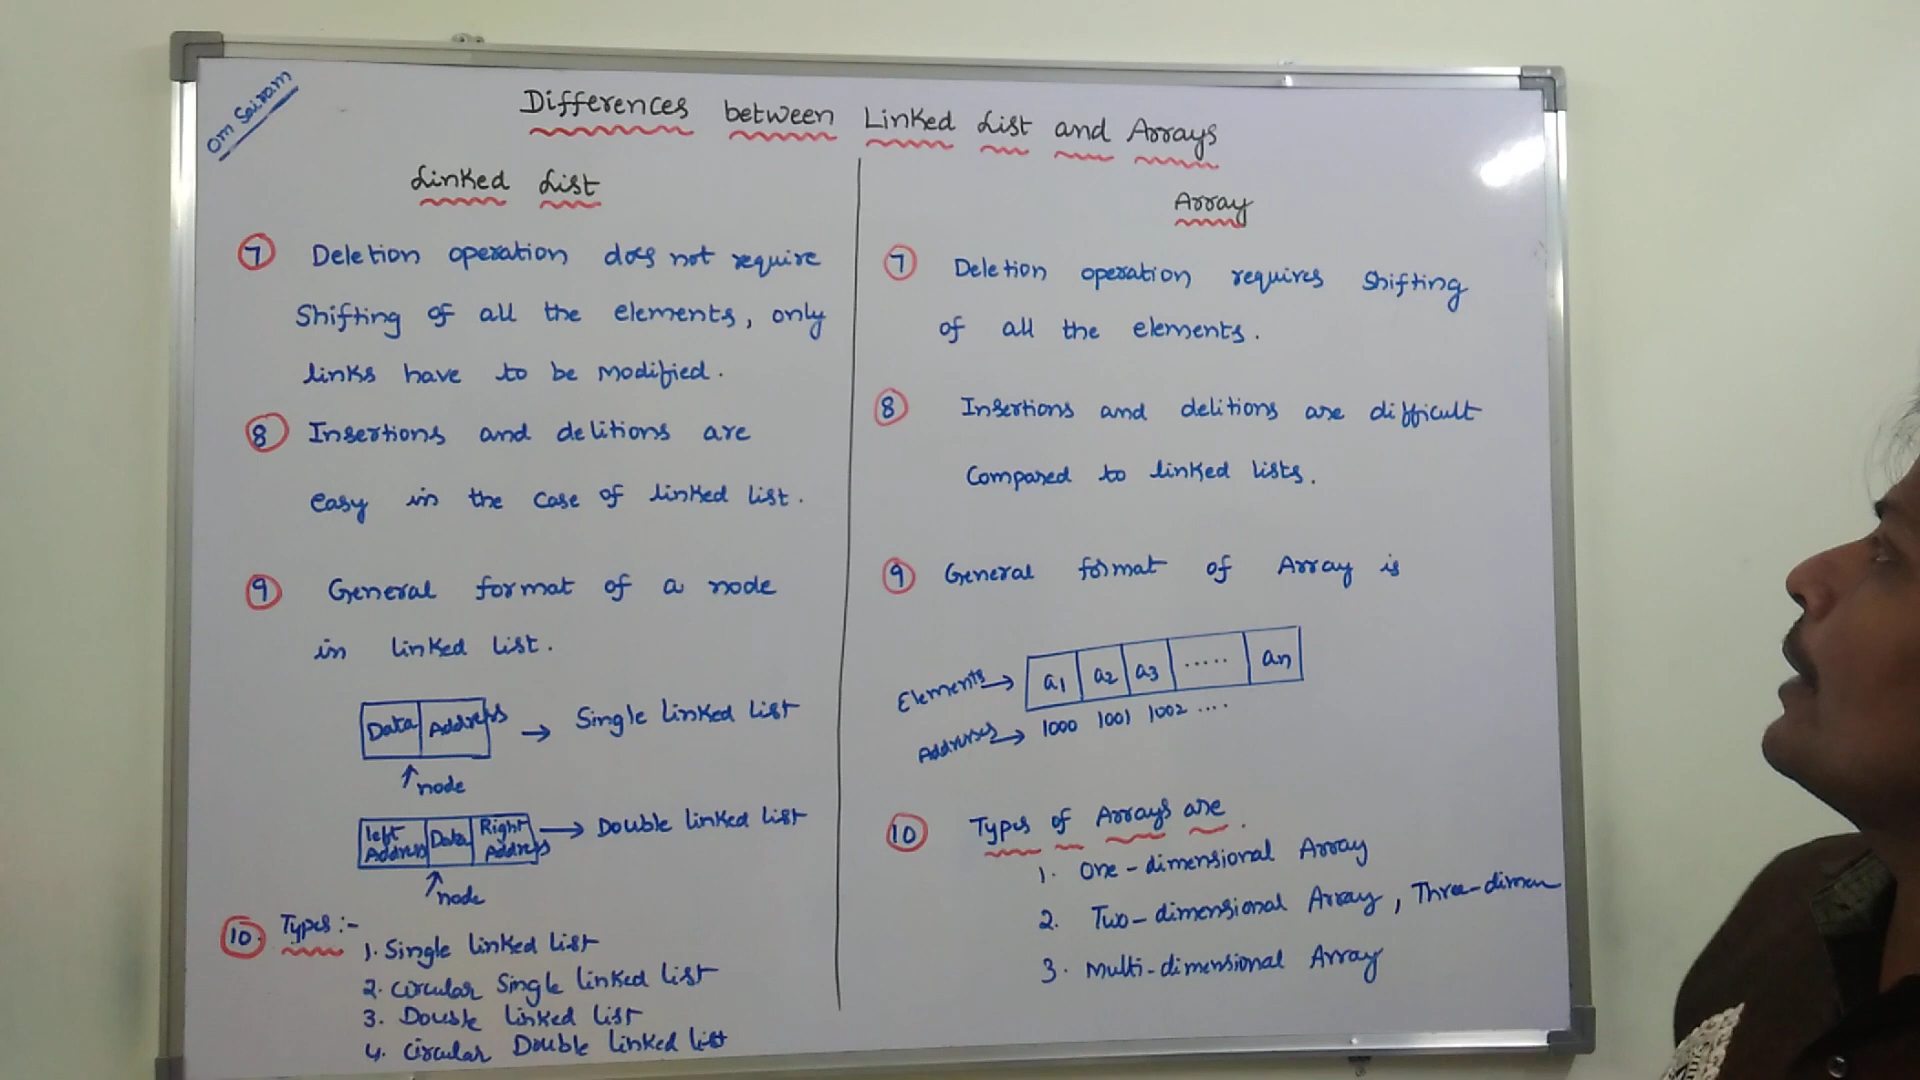 Om Sairam
Differences between Linked List and Arrays
Linked List
7 Deletion operation does not require
Shifting of all the elements, only
links have to be modified.
8 Insertions and delitions are
easy in the case of linked list.
9 General format of a node
in linked list.
Data Address → Single linked list
↑node
left Address Data Right Address → Double linked list
↑node
10. Types :-
1. Single linked list
2. Circular Single linked list
3. Double linked list
4. Circular Double linked list
Array
7 Deletion operation requires Shifting
of all the elements.
8 Insertions and delitions are difficult
Compared to linked lists.
9 General format of Array is
Elements → a1 a2 a3 ..... an
Addresses → 1000 1001 1002 ....
10 Types of Arrays are.
1. One-dimensional Array
2. Two-dimensional Array, Three-dimen
3. Multi-dimensional Array